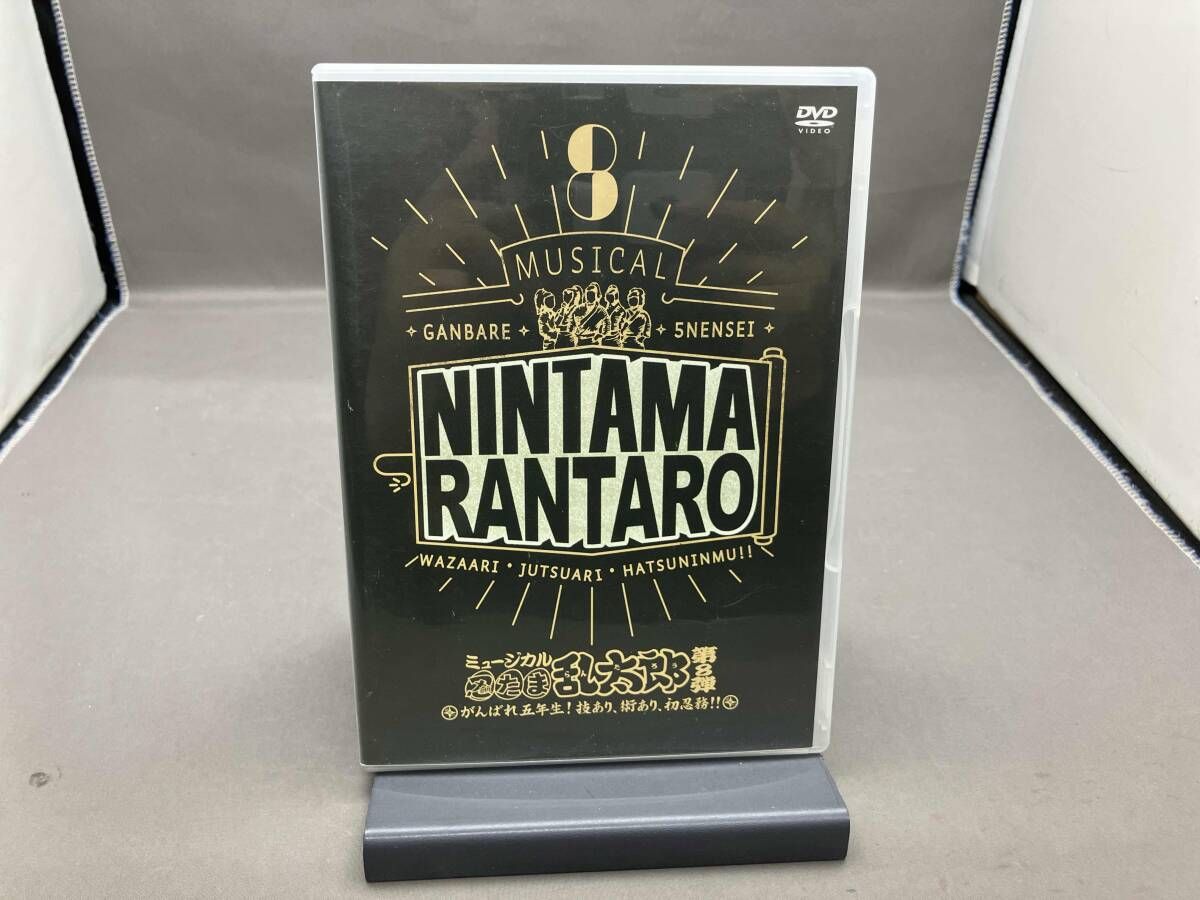 DVD
VIDEO
8
MUSICAL
GANBARE 5NENSEI
NINTAMA
RANTARO
WAZAARI・JUTSUARI・HATSUNINMU!!
ミュージカル
忍たま乱太郎 第8弾
がんばれ五年生!技あり、術あり、初忍務!!